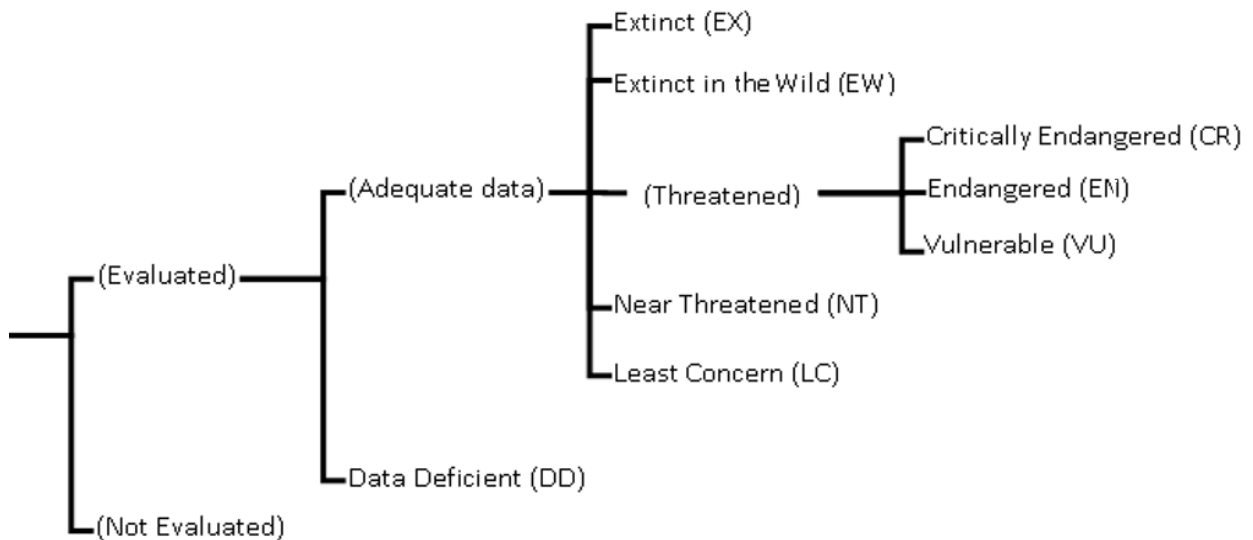 Extinct (EX)
Extinct in the Wild (EW)
Critically Endangered (CR)
(Adequate data)
(Threatened)
Endangered (EN)
Vulnerable (VU)
(Evaluated)
Near Threatened (NT)
Least Concern (LC)
Data Deficient (DD)
(Not Evaluated)